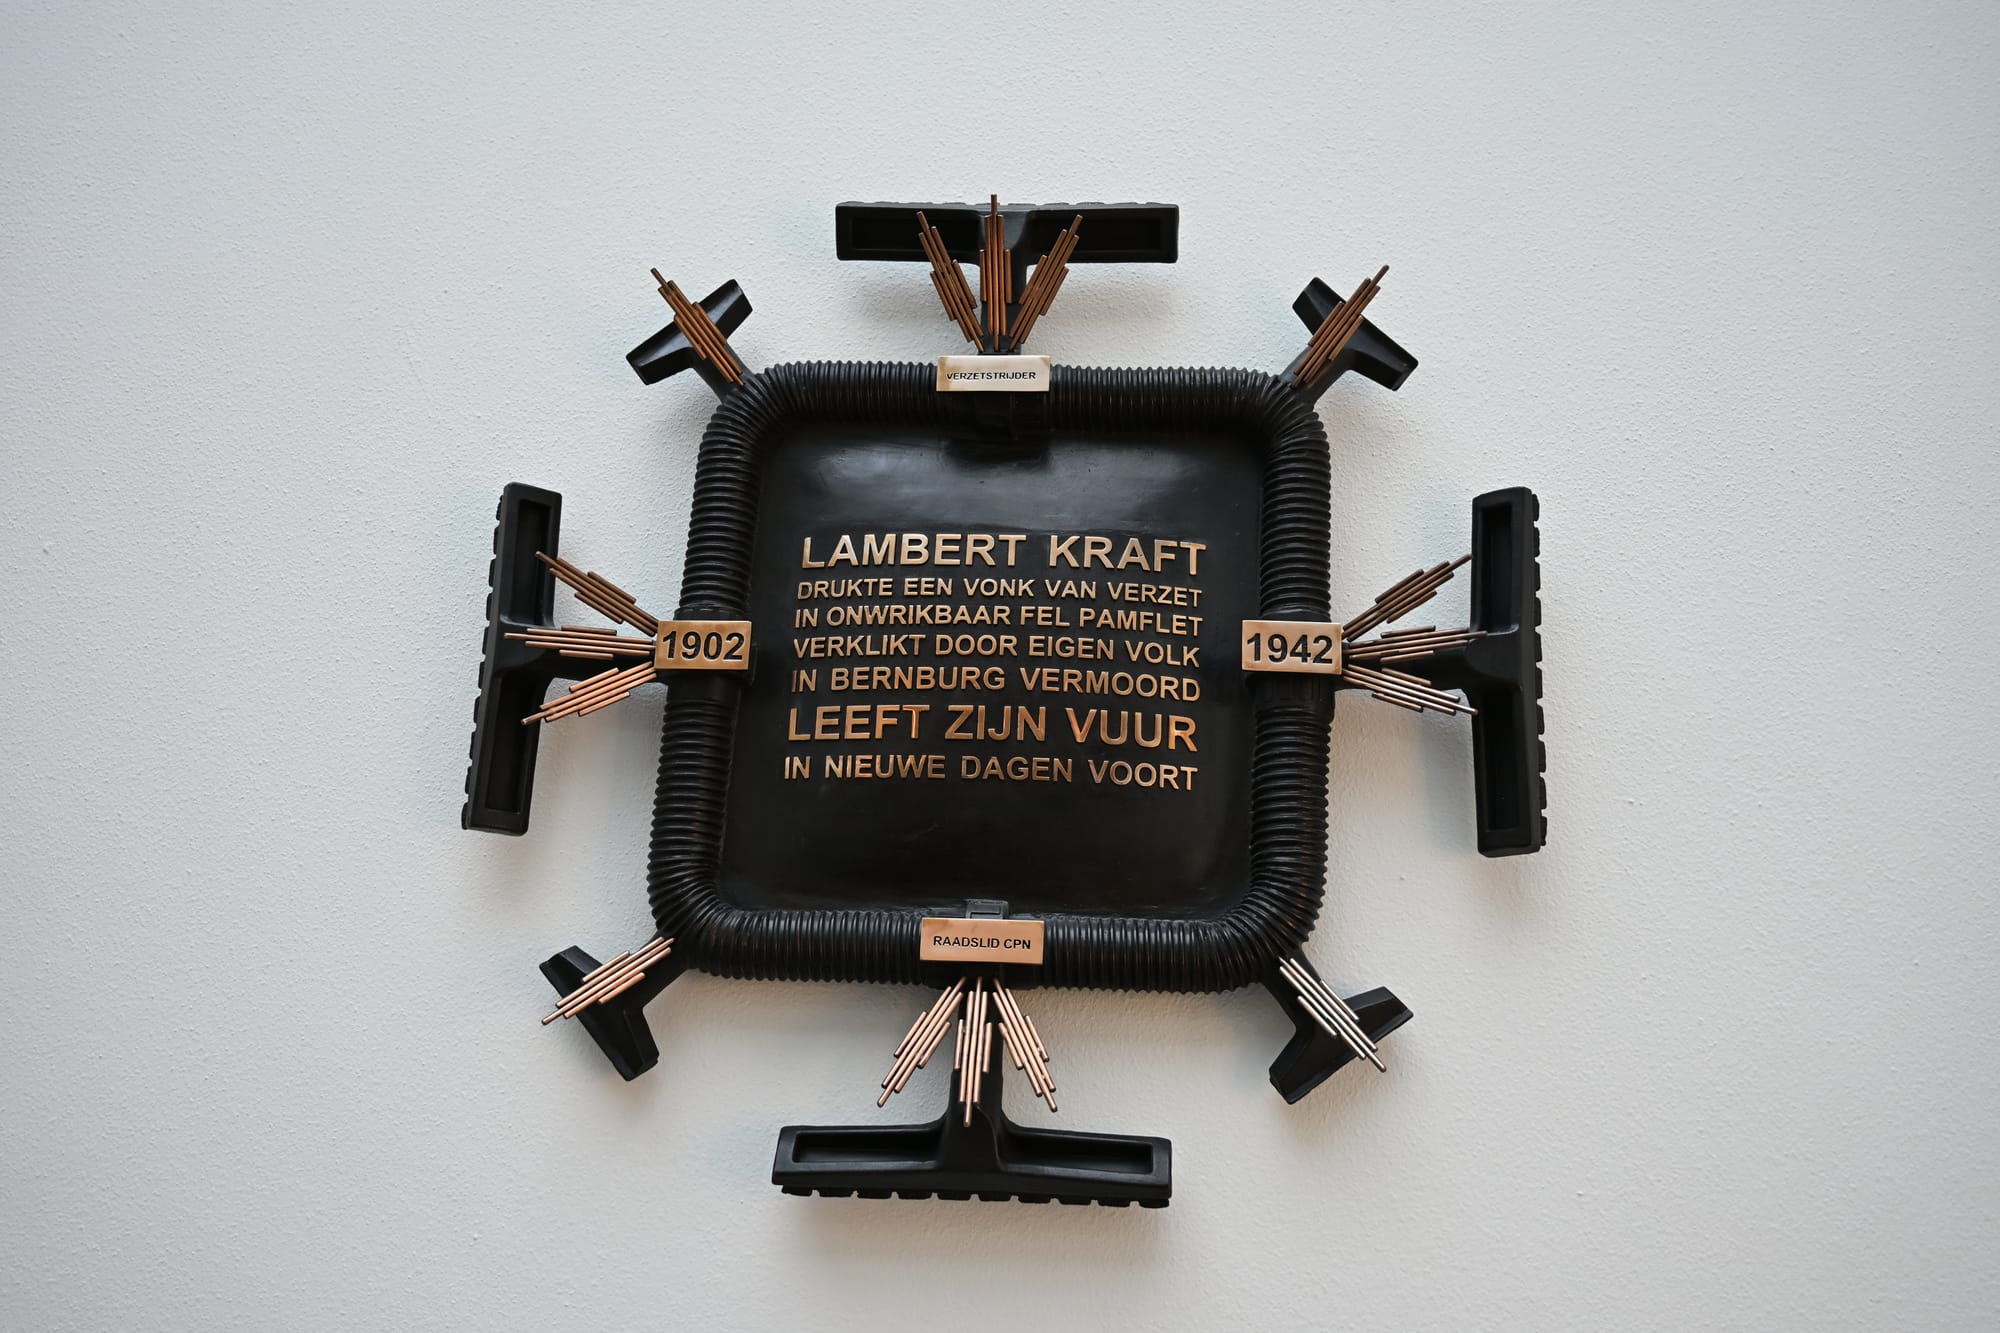 VERZETSTRIJDER
LAMBERT KRAFT
DRUKTE EEN VONK VAN VERZET
IN ONWRIKBAAR FEL PAMFLET
VERKLIKT DOOR EIGEN VOLK
IN BERNBURG VERMOORD
LEEFT ZIJN VUUR
IN NIEUWE DAGEN VOORT
1902
1942
RAADSLID CPN